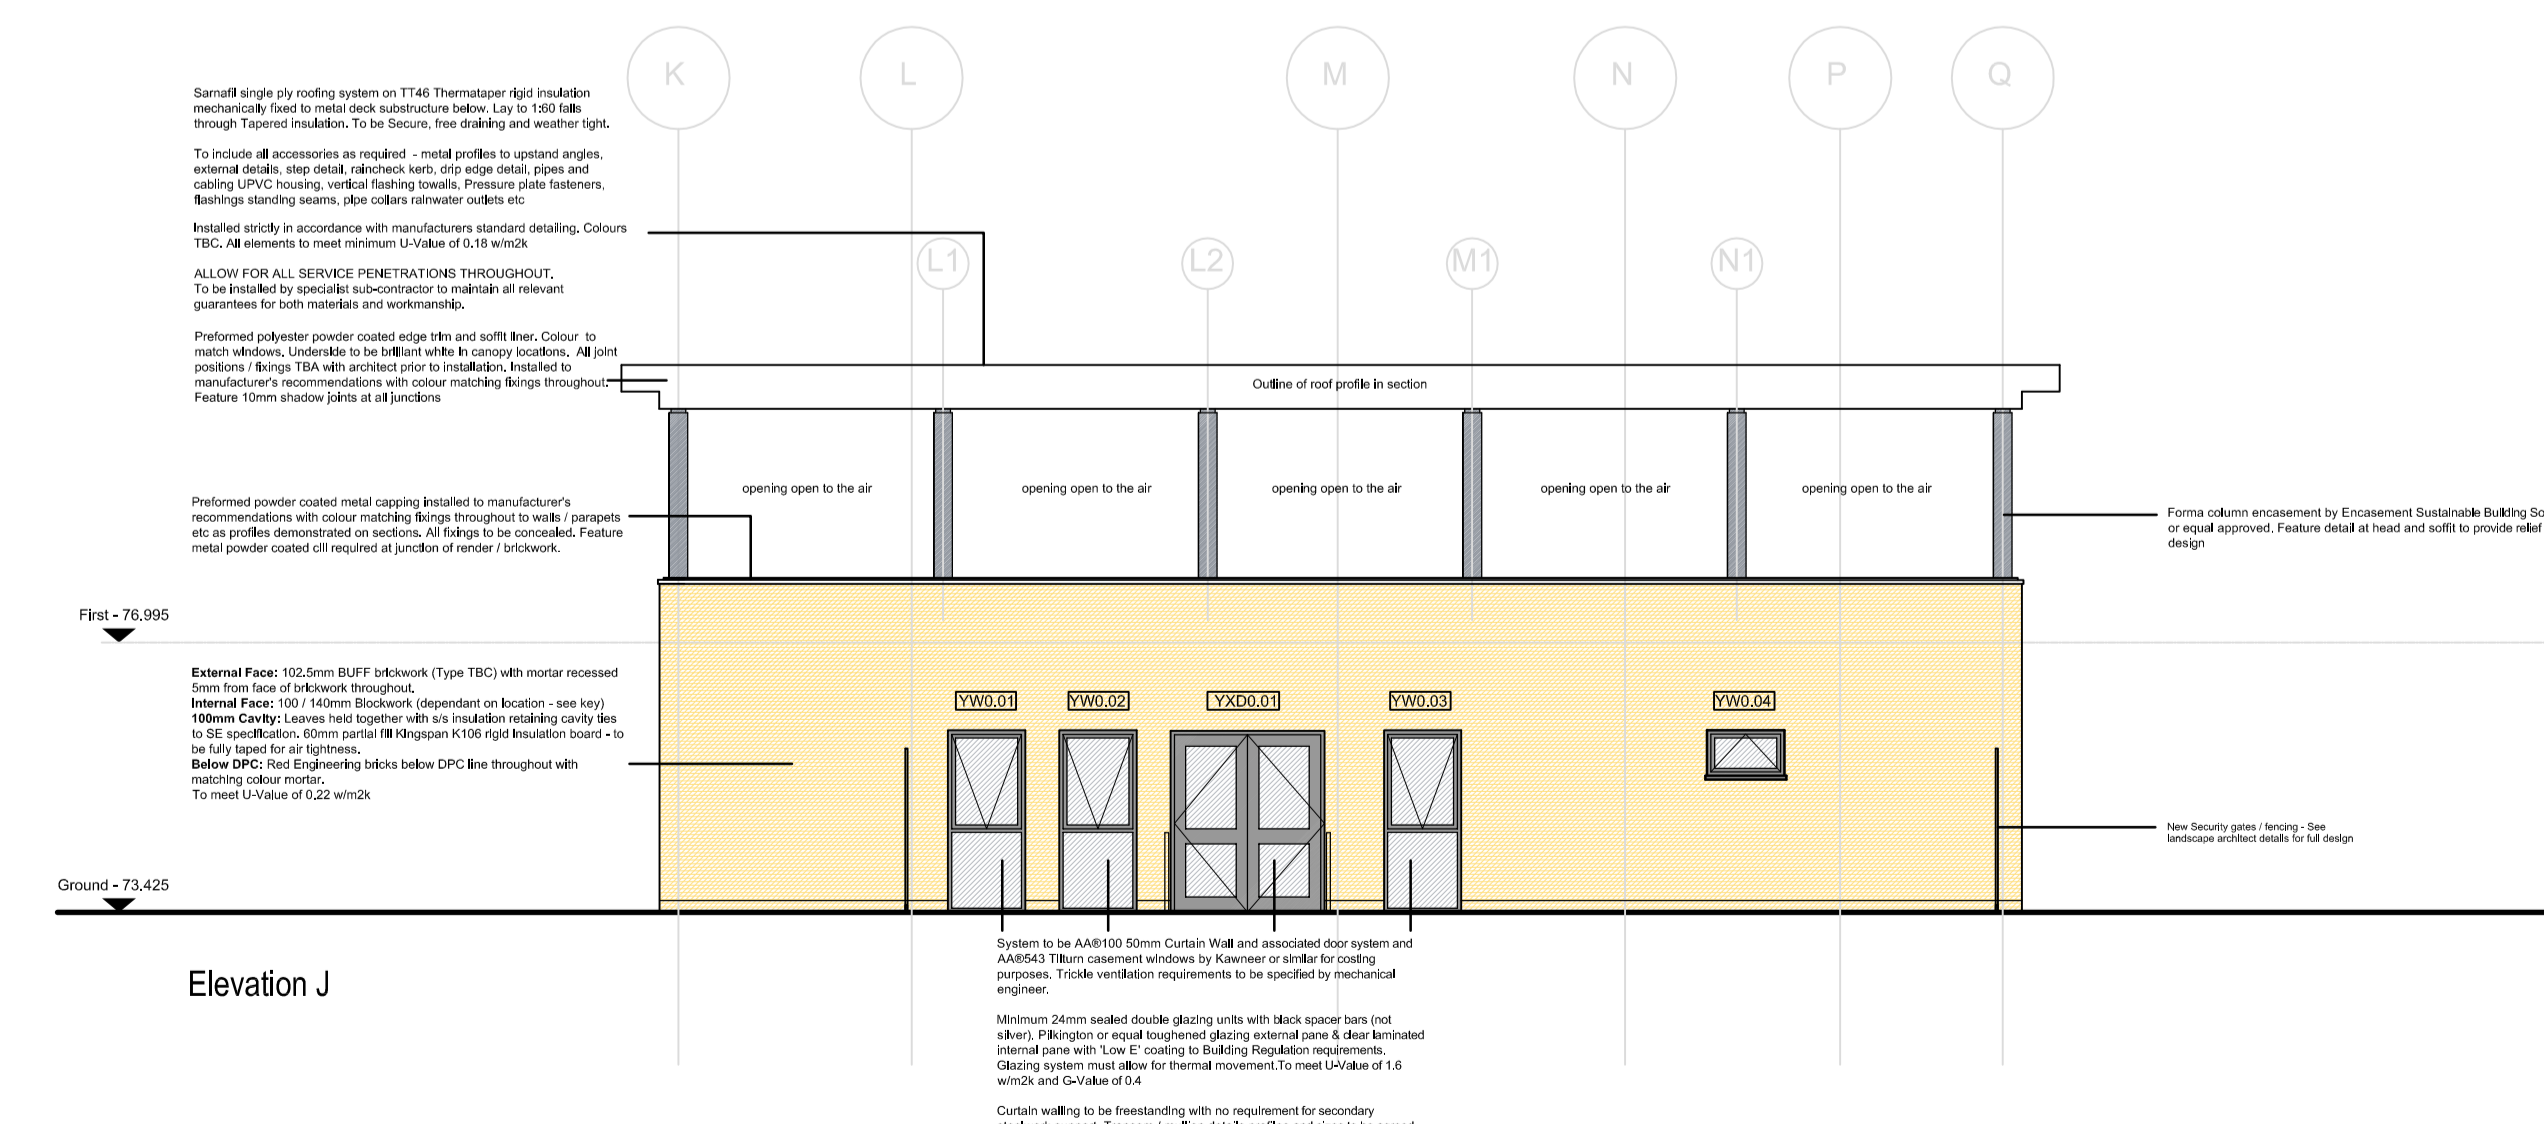 K
L
M
N
P
Q
L1
L2
M1
N1
Sarnafil single ply roofing system on TT46 Thermataper rigid insulation
mechanically fixed to metal deck substructure below. Lay to 1:60 falls
through Tapered insulation. To be Secure, free draining and weather tight.
To include all accessories as required - metal profiles to upstand angles,
external details, step detail, raincheck kerb, drip edge detail, pipes and
cabling UPVC housing, vertical flashing towalls, Pressure plate fasteners,
flashings standing seams, pipe collars rainwater outlets etc
Installed strictly in accordance with manufacturers standard detailing. Colours
TBC. All elements to meet minimum U-Value of 0.18 w/m2k
ALLOW FOR ALL SERVICE PENETRATIONS THROUGHOUT.
To be installed by specialist sub-contractor to maintain all relevant
guarantees for both materials and workmanship.
Preformed polyester powder coated edge trim and soffit liner. Colour to
match windows. Underside to be brilliant white in canopy locations. All joint
positions / fixings TBA with architect prior to installation. Installed to
manufacturer's recommendations with colour matching fixings throughout.
Feature 10mm shadow joints at all junctions
Outline of roof profile in section
opening open to the air
opening open to the air
opening open to the air
opening open to the air
opening open to the air
Preformed powder coated metal capping installed to manufacturer's
recommendations with colour matching fixings throughout to walls / parapets
etc as profiles demonstrated on sections. All fixings to be concealed. Feature
metal powder coated cill required at junction of render / brickwork.
Forma column encasement by Encasement Sustainable Building So
or equal approved. Feature detail at head and soffit to provide relief
design
First - 76.995
External Face: 102.5mm BUFF brickwork (Type TBC) with mortar recessed
5mm from face of brickwork throughout.
Internal Face: 100 / 140mm Blockwork (dependant on location - see key)
100mm Cavity: Leaves held together with s/s insulation retaining cavity ties
to SE specification. 60mm partial fill Kingspan K106 rigid insulation board - to
be fully taped for air tightness.
Below DPC: Red Engineering bricks below DPC line throughout with
matching colour mortar.
To meet U-Value of 0.22 w/m2k
YW0.01
YW0.02
YXD0.01
YW0.03
YW0.04
New Security gates / fencing - See
landscape architect details for full design
Ground - 73.425
Elevation J
System to be AA®100 50mm Curtain Wall and associated door system and
AA®543 Tilturn casement windows by Kawneer or similar for costing
purposes. Trickle ventilation requirements to be specified by mechanical
engineer.
Minimum 24mm sealed double glazing units with black spacer bars (not
silver). Pilkington or equal toughened glazing external pane & clear laminated
internal pane with 'Low E' coating to Building Regulation requirements.
Glazing system must allow for thermal movement.To meet U-Value of 1.6
w/m2k and G-Value of 0.4
Curtain walling to be freestanding with no requirement for secondary